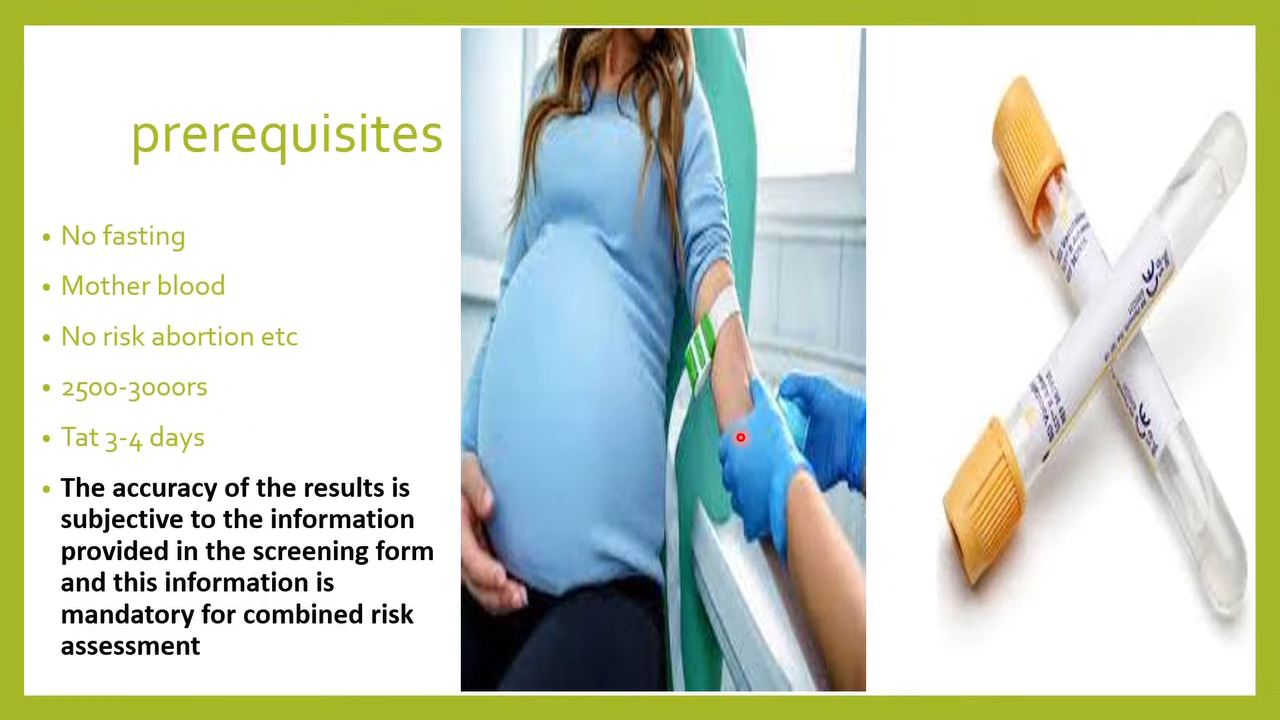 prerequisites
• No fasting
• Mother blood
• No risk abortion etc
• 2500-3000rs
• Tat 3-4 days
• The accuracy of the results is
subjective to the information
provided in the screening form
and this information is
mandatory for combined risk
assessment